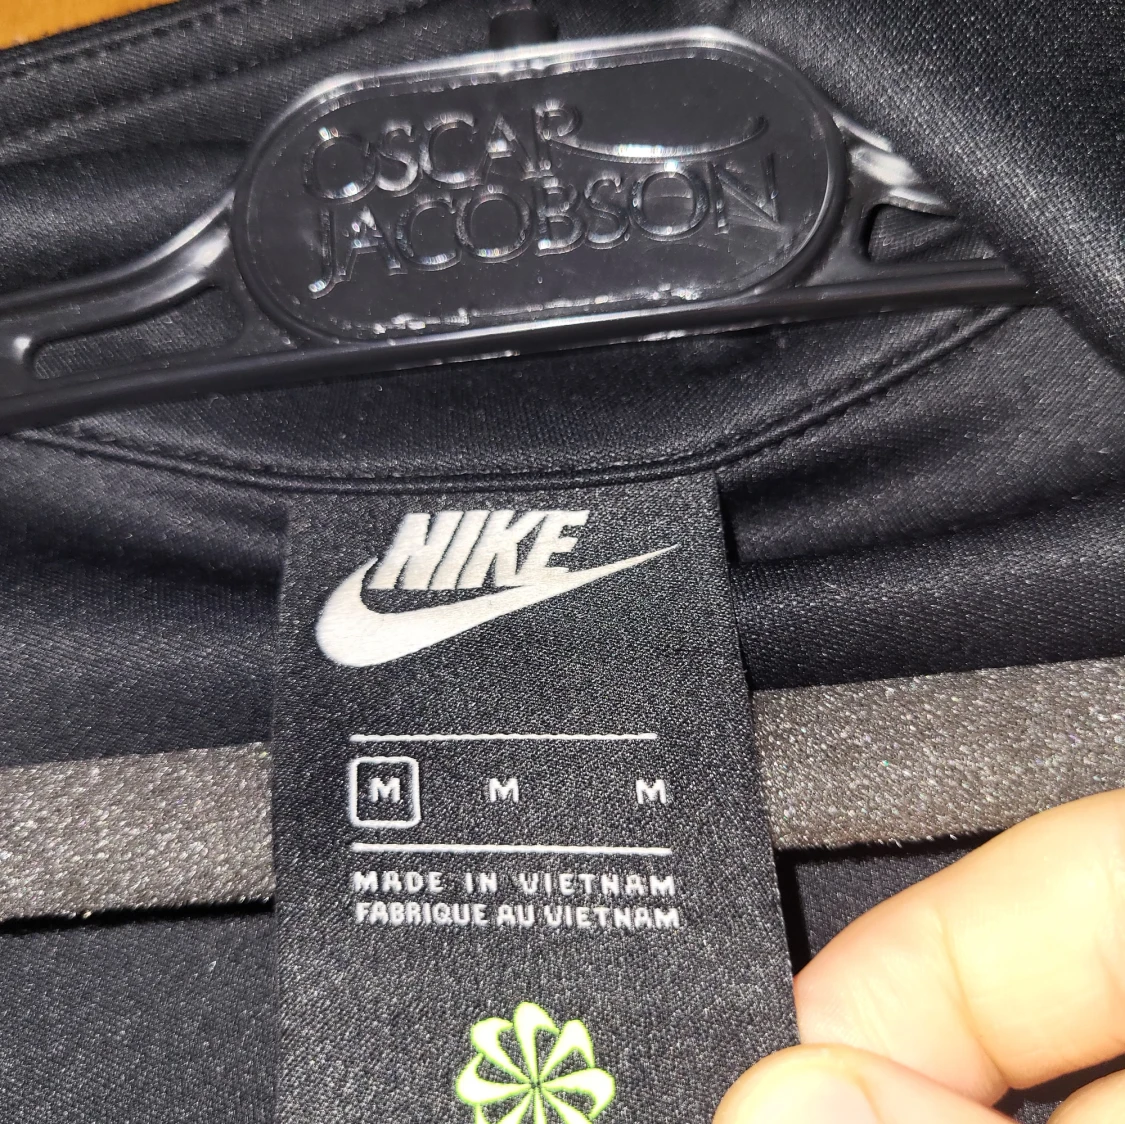 OSCAR
JACOBSON
NIKE
M M M
MADE IN VIETNAM
FABRIQUE AU VIETNAM